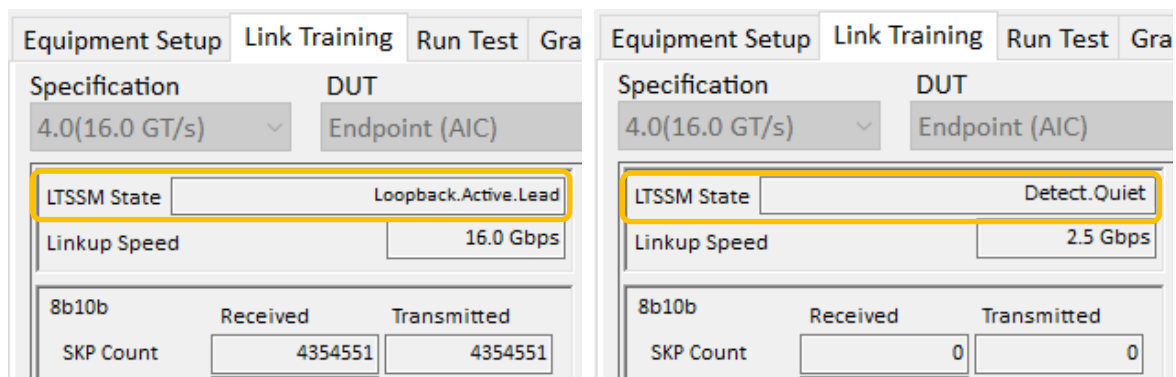 Equipment Setup Link Training Run Test Gra
Specification DUT
4.0(16.0 GT/s) Endpoint (AIC)
LTSSM State Loopback.Active.Lead
Linkup Speed 16.0 Gbps
8b10b
Received Transmitted
SKP Count 4354551 4354551
Equipment Setup Link Training Run Test Gra
Specification DUT
4.0(16.0 GT/s) Endpoint (AIC)
LTSSM State Detect.Quiet
Linkup Speed 2.5 Gbps
8b10b
Received Transmitted
SKP Count 0 0